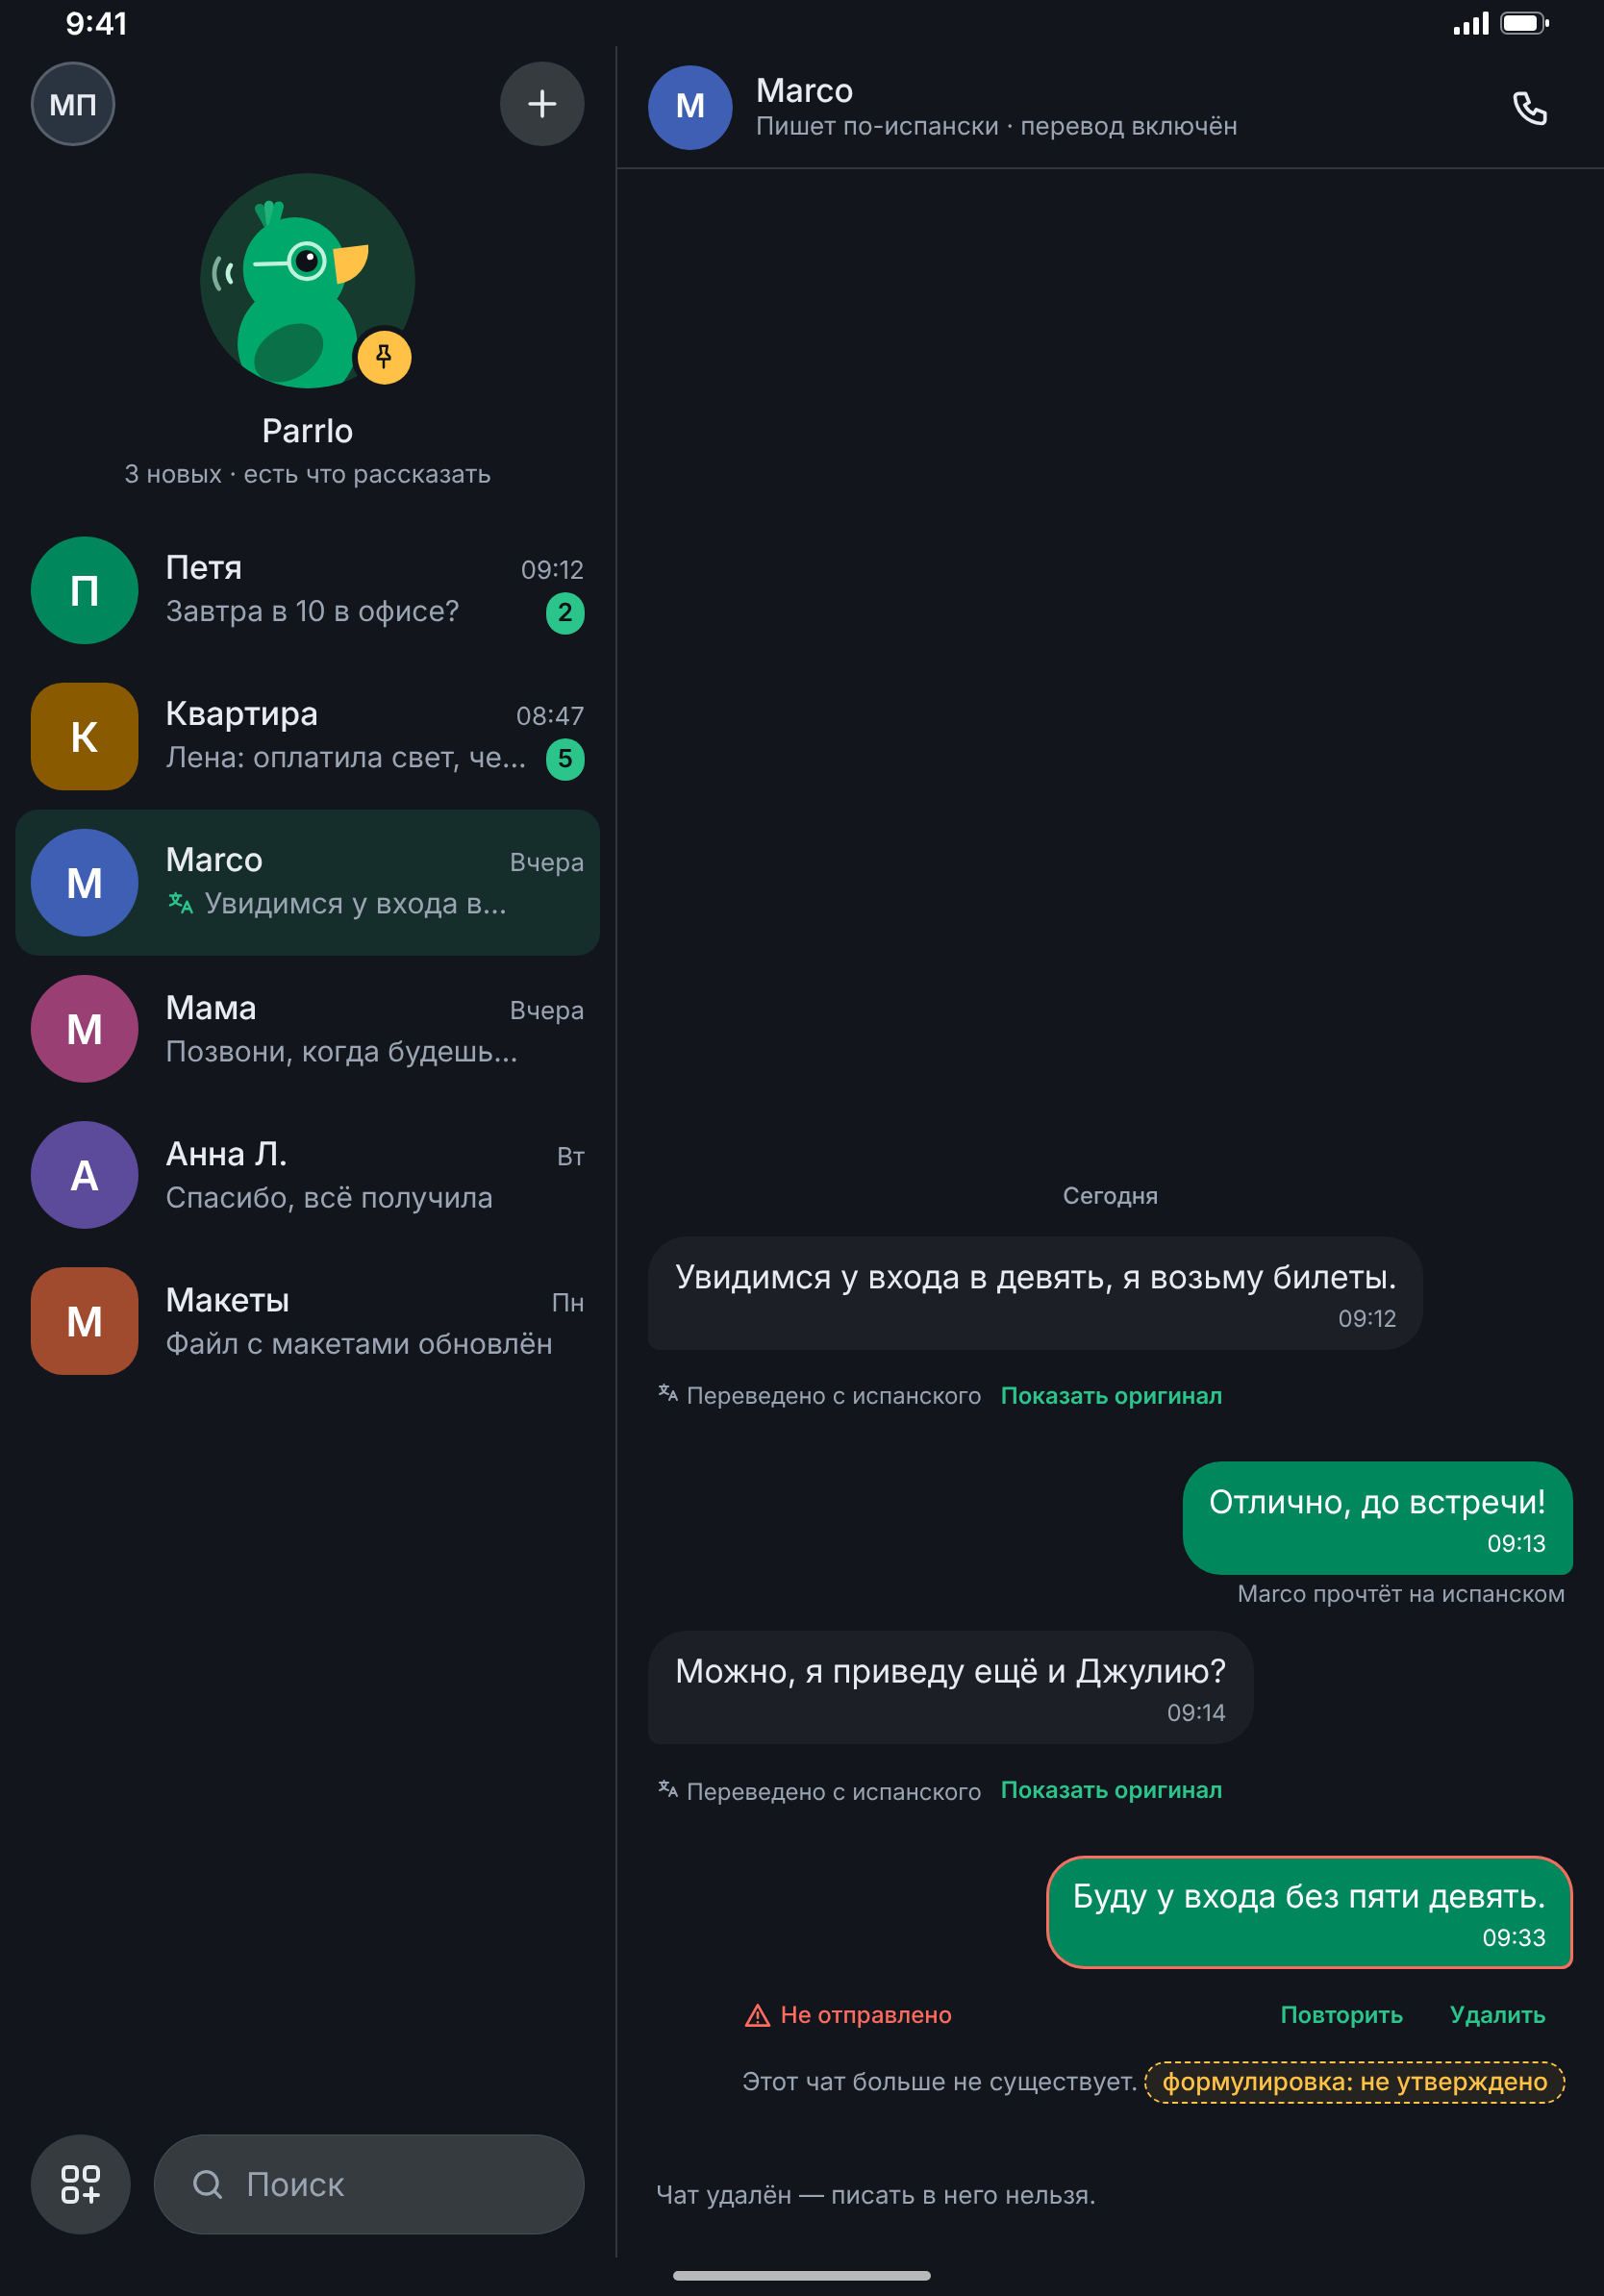 9:41
МП
Parrlo
3 новых · есть что рассказать
П
Петя
09:12
Завтра в 10 в офисе?
2
К
Квартира
08:47
Лена: оплатила свет, че...
5
M
Marco
Вчера
Увидимся у входа в...
М
Мама
Вчера
Позвони, когда будешь...
А
Анна Л.
Вт
Спасибо, всё получила
М
Макеты
Пн
Файл с макетами обновлён
Поиск
M
Marco
Пишет по-испански · перевод включён
Сегодня
Увидимся у входа в девять, я возьму билеты.
09:12
Переведено с испанского Показать оригинал
Отлично, до встречи!
09:13
Marco прочтёт на испанском
Можно, я приведу ещё и Джулию?
09:14
Переведено с испанского Показать оригинал
Буду у входа без пяти девять.
09:33
Не отправлено Повторить Удалить
Этот чат больше не существует. формулировка: не утверждено
Чат удалён — писать в него нельзя.